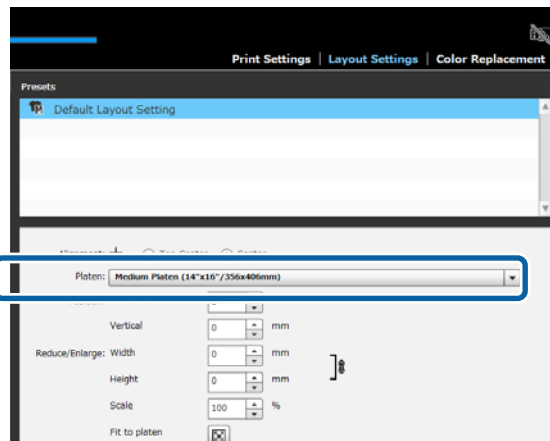 Print Settings | Layout Settings | Color Replacement
Presets
Default Layout Setting
Platen: Medium Platen (14"x16"/356x406mm)
Vertical 0 mm
Reduce/Enlarge: Width 0 mm
Height 0 mm
Scale 100 %
Fit to platen